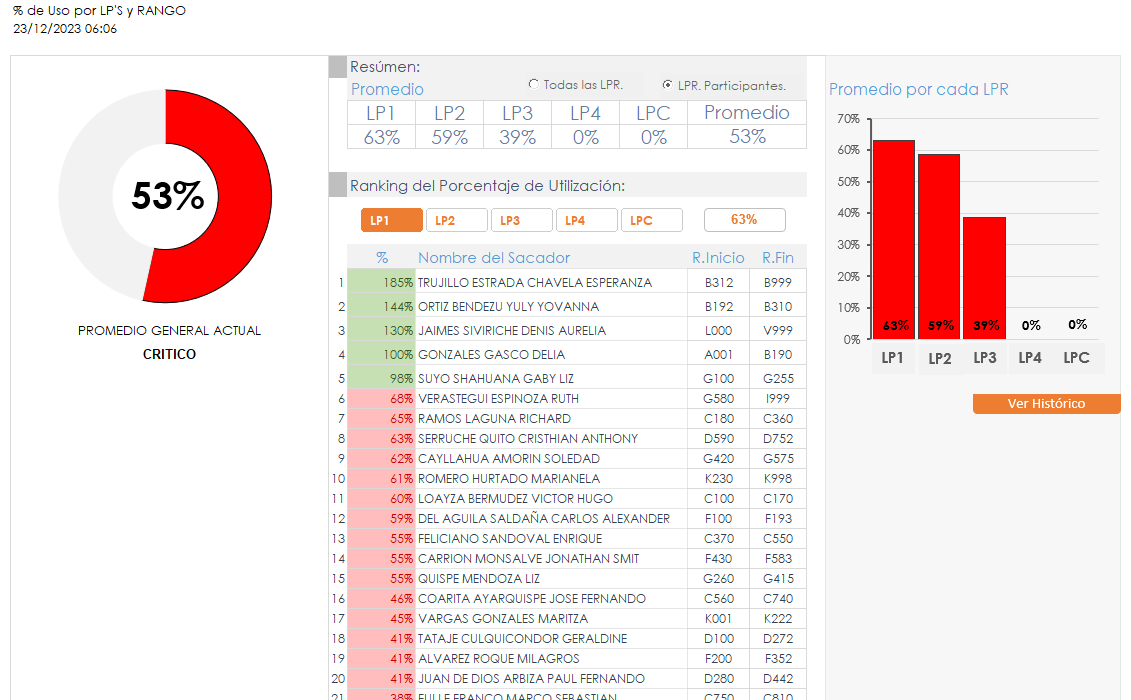 % de Uso por LP'S y RANGO
23/12/2023 06:06
53%
PROMEDIO GENERAL ACTUAL
CRITICO
Resúmen:
Promedio
Todas las LPR.
LPR. Participantes.
LP1 LP2 LP3 LP4 LPC Promedio
63% 59% 39% 0% 0% 53%
Ranking del Porcentaje de Utilización:
LP1 LP2 LP3 LP4 LPC 63%
% Nombre del Sacador R.Inicio R.Fin
1 185% TRUJILLO ESTRADA CHAVELA ESPERANZA B312 B999
2 144% ORTIZ BENDEZU YULY YOVANNA B192 B310
3 130% JAIMES SIVIRICHE DENIS AURELIA L000 V999
4 100% GONZALES GASCO DELIA A001 B190
5 98% SUYO SHAHUANA GABY LIZ G100 G255
6 68% VERASTEGUI ESPINOZA RUTH G580 I999
7 65% RAMOS LAGUNA RICHARD C180 C360
8 63% SERRUCHE QUITO CRISTHIAN ANTHONY D590 D752
9 62% CAYLLAHUA AMORIN SOLEDAD G420 G575
10 61% ROMERO HURTADO MARIANELA K230 K998
11 60% LOAYZA BERMUDEZ VICTOR HUGO C100 C170
12 59% DEL AGUILA SALDAÑA CARLOS ALEXANDER F100 F193
13 55% FELICIANO SANDOVAL ENRIQUE C370 C550
14 55% CARRION MONSALVE JONATHAN SMIT F430 F583
15 55% QUISPE MENDOZA LIZ G260 G415
16 46% COARITA AYARQUISPE JOSE FERNANDO C560 C740
17 45% VARGAS GONZALES MARITZA K001 K222
18 41% TATAJE CULQUICONDOR GERALDINE D100 D272
19 41% ALVAREZ ROQUE MILAGROS F200 F352
20 41% JUAN DE DIOS ARBIZA PAUL FERNANDO D280 D442
21 38% FRANCO MARCO SEBASTIAN C750 C810
Promedio por cada LPR
70%
60%
50%
40%
30%
20%
10%
0%
63% 59% 39% 0% 0%
LP1 LP2 LP3 LP4 LPC
Ver Histórico